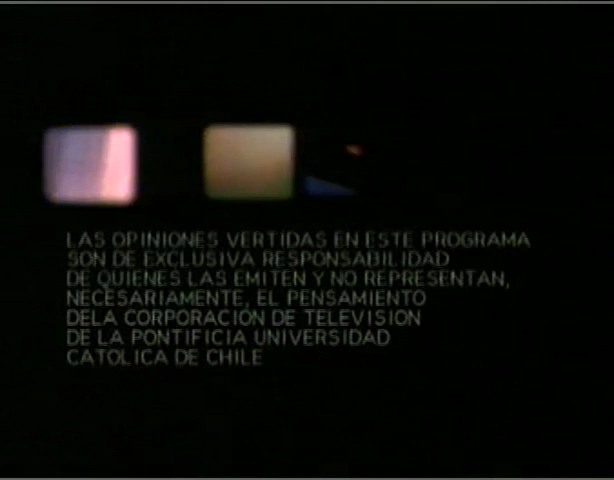 LAS OPINIONES VERTIDAS EN ESTE PROGRAMA
SON DE EXCLUSIVA RESPONSABILIDAD
DE QUIENES LAS EMITEN Y NO REPRESENTAN,
NECESARIAMENTE, EL PENSAMIENTO
DELA CORPORACION DE TELEVISION
DE LA PONTIFICIA UNIVERSIDAD
CATOLICA DE CHILE